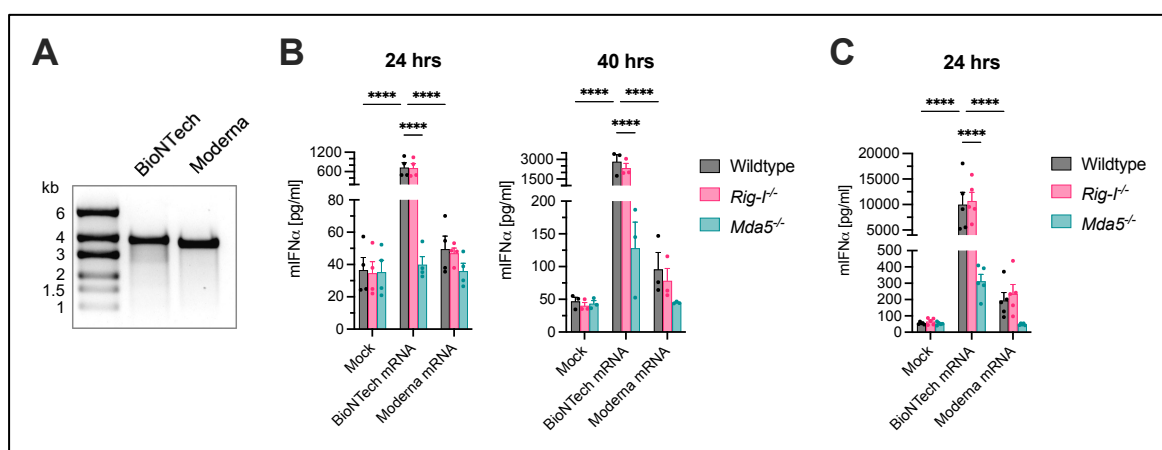 A
BioNTech
Moderna
kb
6
4
3
2
1.5
1
B
24 hrs
**** ****
****
mIFNα [pg/ml]
1200
600
80
60
40
20
0
Mock
BioNTech mRNA
Moderna mRNA
40 hrs
**** ****
****
mIFNα [pg/ml]
3000
1500
200
150
100
50
0
Mock
BioNTech mRNA
Moderna mRNA
Wildtype
Rig-I-/-
Mda5-/-
C
24 hrs
**** ****
****
mIFNα [pg/ml]
20000
15000
10000
5000
500
400
300
200
100
0
Mock
BioNTech mRNA
Moderna mRNA
Wildtype
Rig-I-/-
Mda5-/-